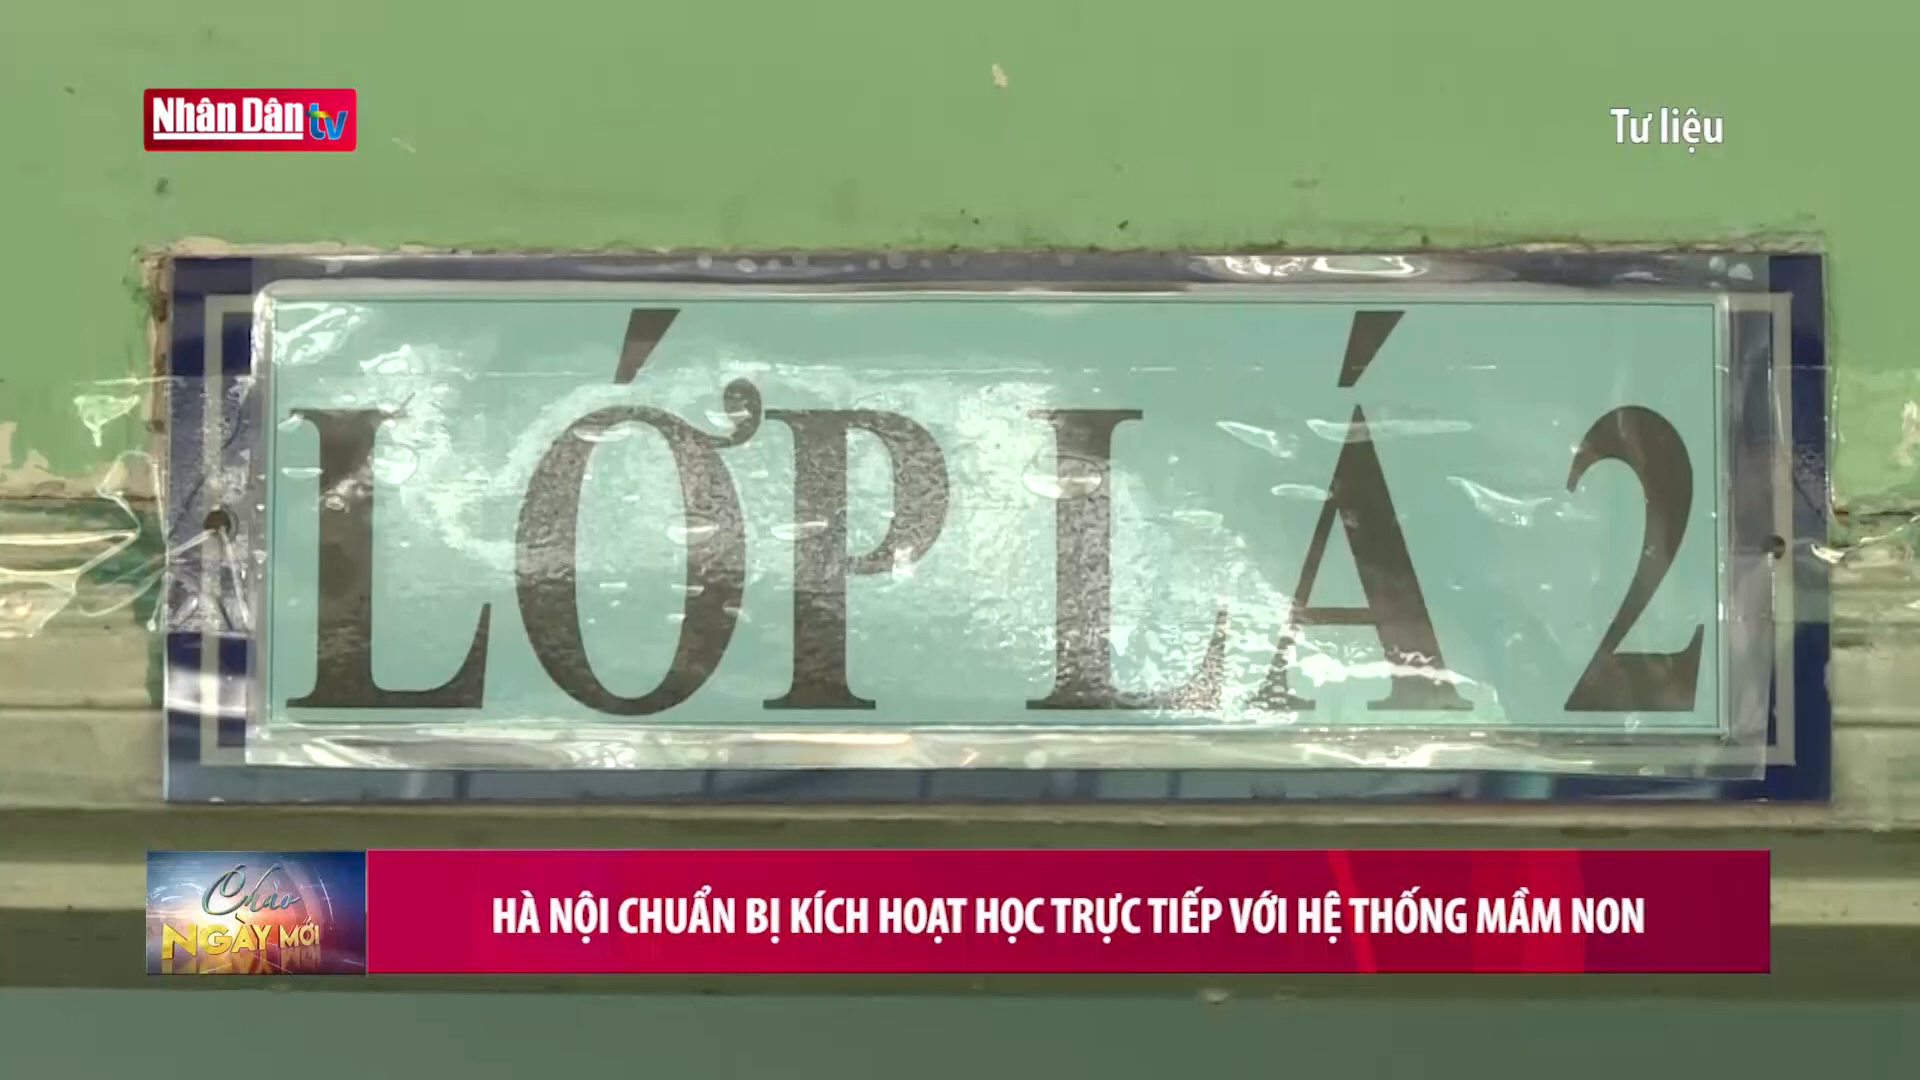 Nhân Dân tv
Tư liệu
LỚP LÁ 2
Chào
NGÀY MỚI
HÀ NỘI CHUẨN BỊ KÍCH HOẠT HỌC TRỰC TIẾP VỚI HỆ THỐNG MẦM NON